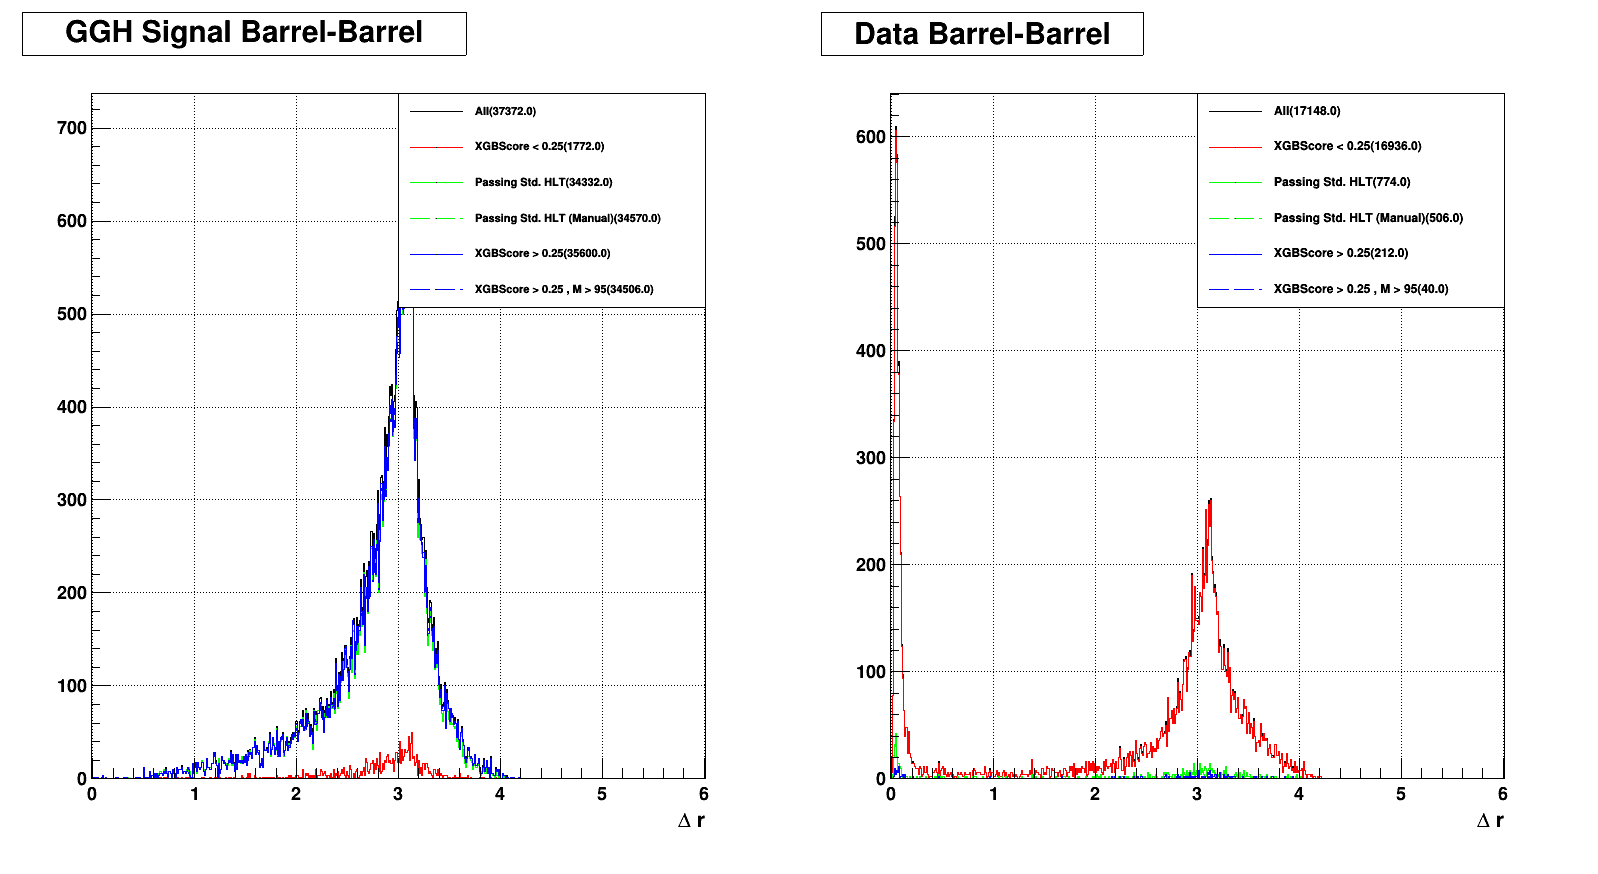 GGH Signal Barrel-Barrel
All(37372.0)
XGBScore < 0.25(1772.0)
Passing Std. HLT(34332.0)
Passing Std. HLT (Manual)(34570.0)
XGBScore > 0.25(35600.0)
XGBScore > 0.25 , M > 95(34506.0)
700
600
500
400
300
200
100
0
0 1 2 3 4 5 6
Δ r
Data Barrel-Barrel
All(17148.0)
XGBScore < 0.25(16936.0)
Passing Std. HLT(774.0)
Passing Std. HLT (Manual)(506.0)
XGBScore > 0.25(212.0)
XGBScore > 0.25 , M > 95(40.0)
600
500
400
300
200
100
0
0 1 2 3 4 5 6
Δ r